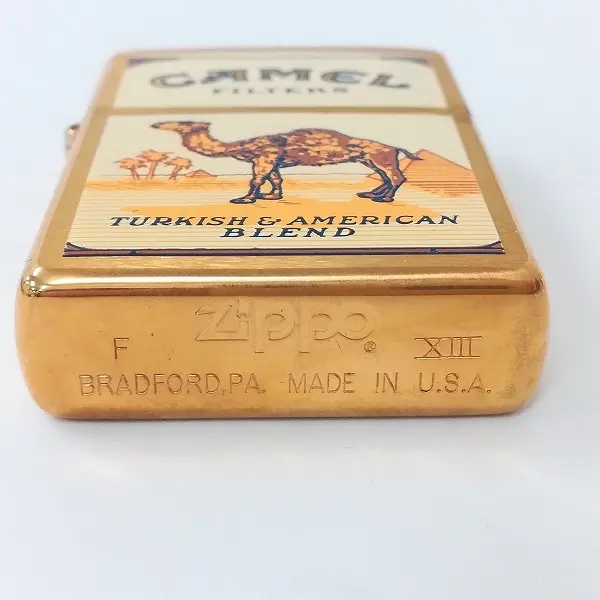 CAMEL
FILTERS
TURKISH & AMERICAN
BLEND
Zippo ®
F XIII
BRADFORD, PA. MADE IN U.S.A.